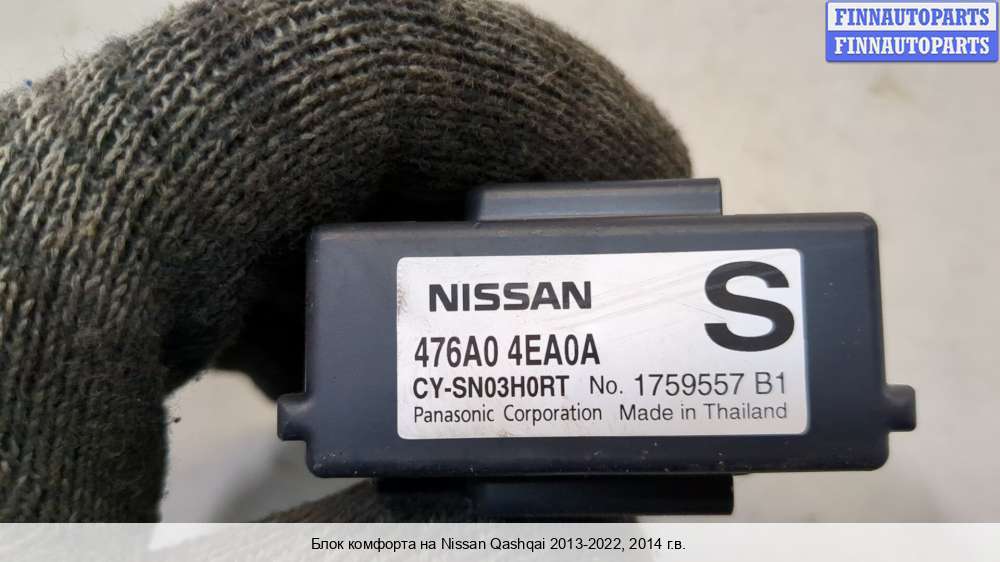 FINNAUTOPARTS
FINNAUTOPARTS
NISSAN
S
476A0 4EA0A
CY-SN03H0RT No. 1759557 B1
Panasonic Corporation Made in Thailand
Блок комфорта на Nissan Qashqai 2013-2022, 2014 г.в.